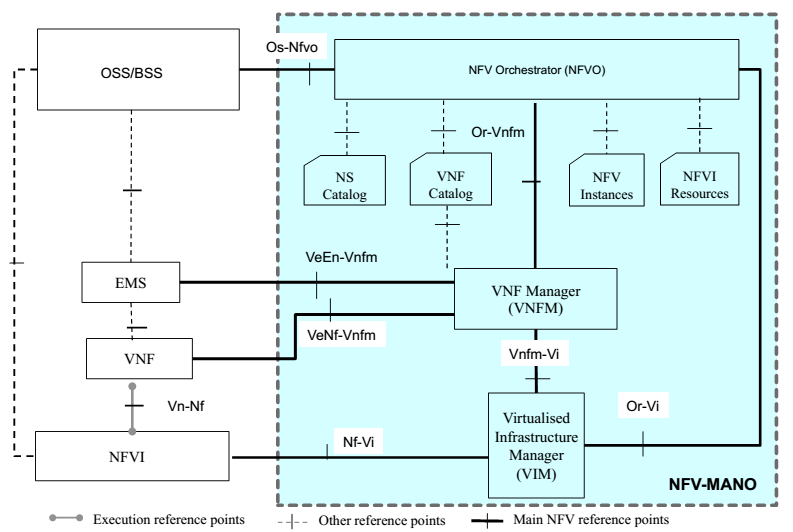 Os-Nfvo
OSS/BSS
NFV Orchestrator (NFVO)
Or-Vnfm
NS
Catalog
VNF
Catalog
NFV
Instances
NFVI
Resources
VeEn-Vnfm
EMS
VNF Manager
(VNFM)
VeNf-Vnfm
VNF
Vnfm-Vi
Vn-Nf
Or-Vi
Virtualised
Infrastructure
Manager
(VIM)
Nf-Vi
NFVI
NFV-MANO
Execution reference points
Other reference points
Main NFV reference points